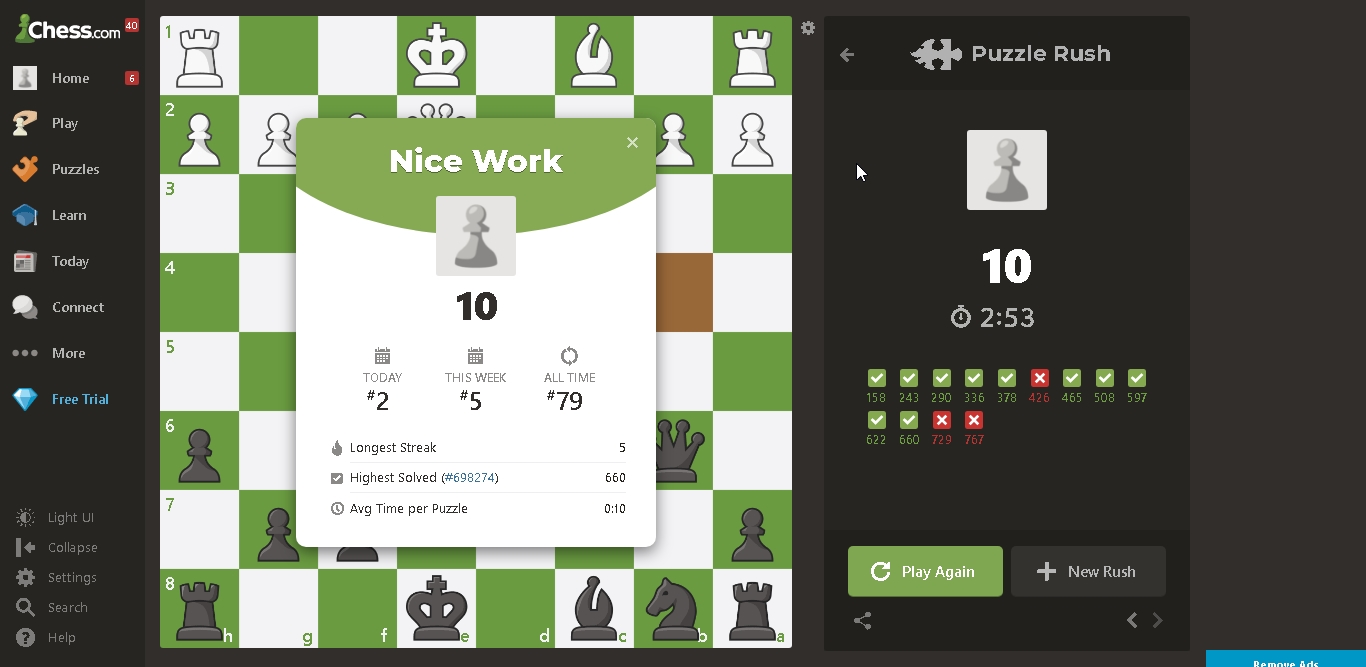 Chess.com 40
Home 6
Play
Puzzles
Learn
Today
Connect
More
Free Trial
Light UI
Collapse
Settings
Search
Help
1
2
3
4
5
6
7
8
h g f e d c b a
Nice Work
×
10
TODAY THIS WEEK ALL TIME
#2 #5 #79
Longest Streak 5
Highest Solved (#698274) 660
Avg Time per Puzzle 0:10
Puzzle Rush
10
2:53
158 243 290 336 378 426 465 508 597
622 660 729 767
Play Again
New Rush
Remove Ads